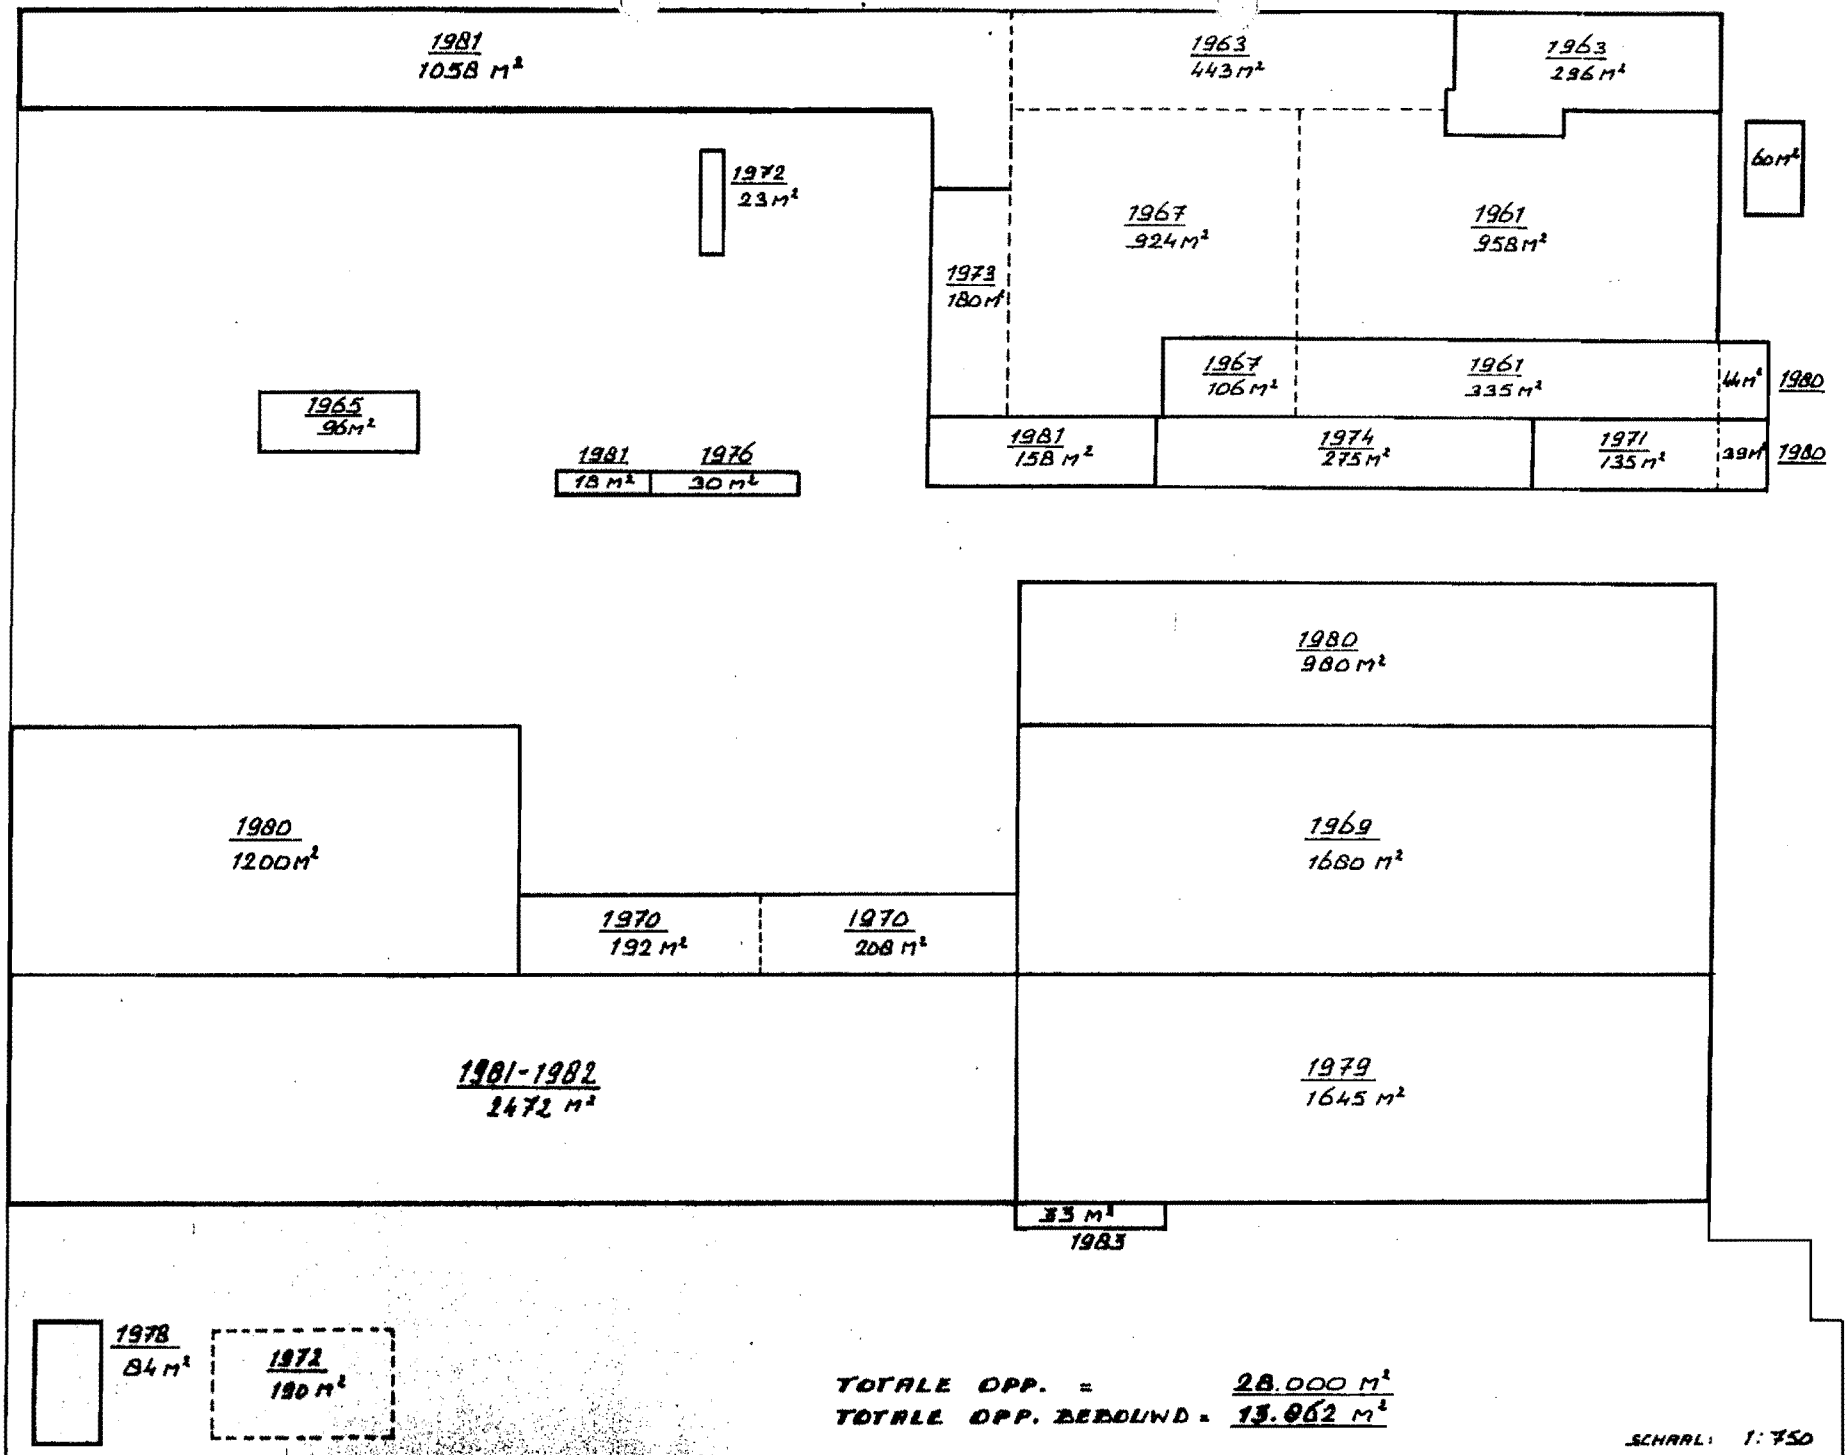 1981
1058 m²
1963
443 m²
1963
296 m²
60 m²
1972
23 m²
1967
924 m²
1961
958 m²
1973
180 m²
1967
106 m²
1961
335 m²
44 m²
1980
1965
96 m²
1981
18 m²
1976
30 m²
1981
158 m²
1974
275 m²
1971
135 m²
39 m²
1980
1980
980 m²
1980
1200 m²
1969
1680 m²
1970
192 m²
1970
208 m²
1981-1982
2472 m²
1979
1645 m²
33 m²
1983
1978
84 m²
1972
190 m²
TOTALE OPP. = 28.000 m²
TOTALE OPP. BEBOUWD = 13.862 m²
SCHAAL: 1:750